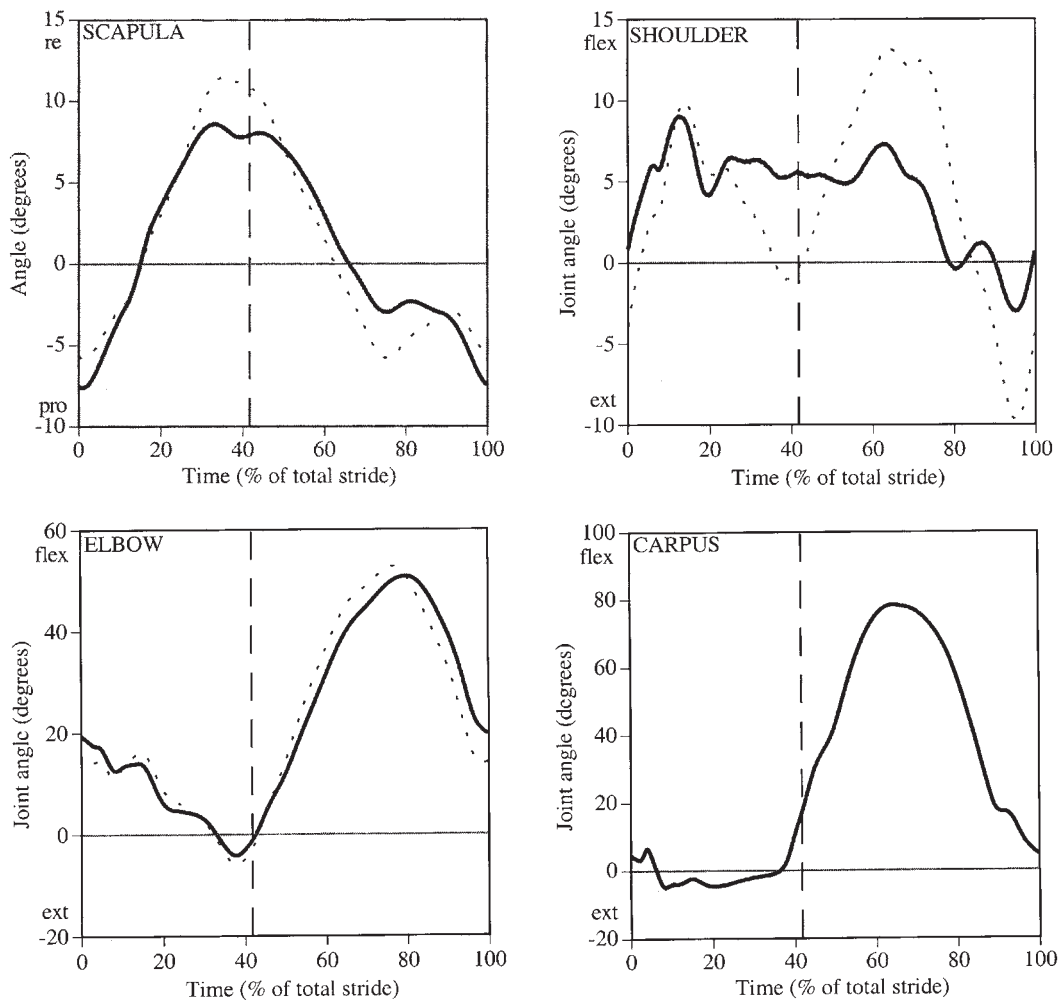 SCAPULA
15
re
10
5
0
-5
pro
-10
0 20 40 60 80 100
Angle (degrees)
Time (% of total stride)
SHOULDER
15
flex
10
5
0
-5
ext
-10
0 20 40 60 80 100
Joint angle (degrees)
Time (% of total stride)
ELBOW
60
flex
40
20
0
ext
-20
0 20 40 60 80 100
Joint angle (degrees)
Time (% of total stride)
CARPUS
100
flex
80
60
40
20
0
ext
-20
0 20 40 60 80 100
Joint angle (degrees)
Time (% of total stride)